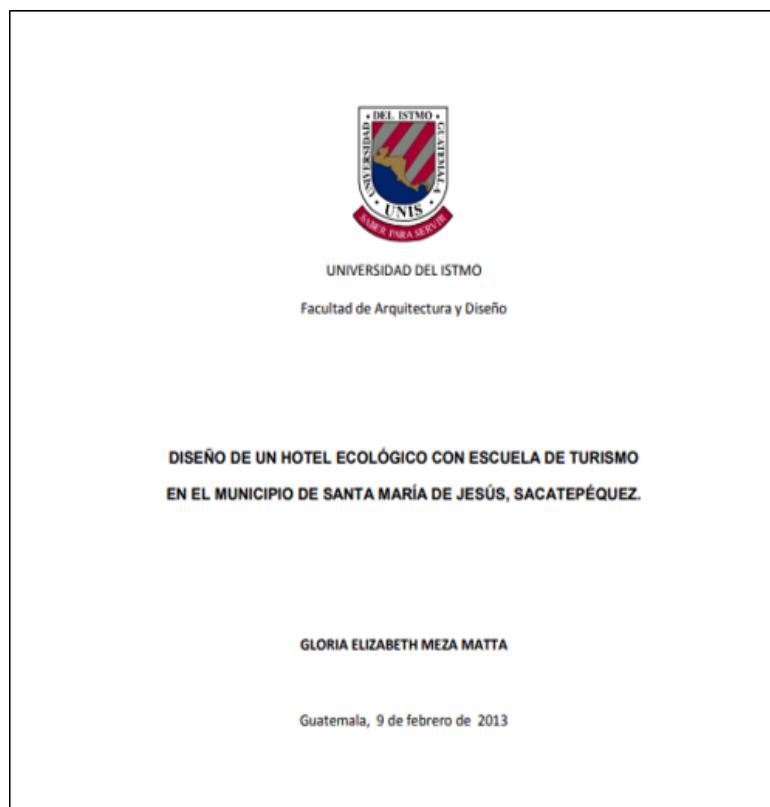 · DEL ISTMO ·
UNIVERSIDAD
GUATEMALA
· UNIS ·
SABER PARA SERVIR
UNIVERSIDAD DEL ISTMO
Facultad de Arquitectura y Diseño
DISEÑO DE UN HOTEL ECOLÓGICO CON ESCUELA DE TURISMO
EN EL MUNICIPIO DE SANTA MARÍA DE JESÚS, SACATEPÉQUEZ.
GLORIA ELIZABETH MEZA MATTA
Guatemala, 9 de febrero de 2013